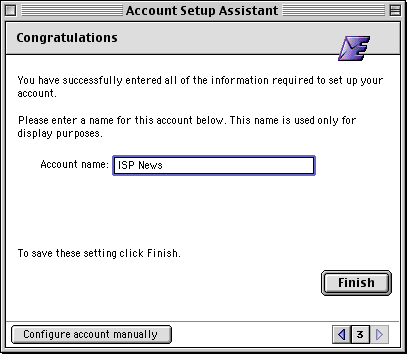 Account Setup Assistant
Congratulations
You have successfully entered all of the information required to set up your
account.
Please enter a name for this account below. This name is used only for
display purposes.
Account name: ISP News
To save these setting click Finish.
Finish
Configure account manually
3